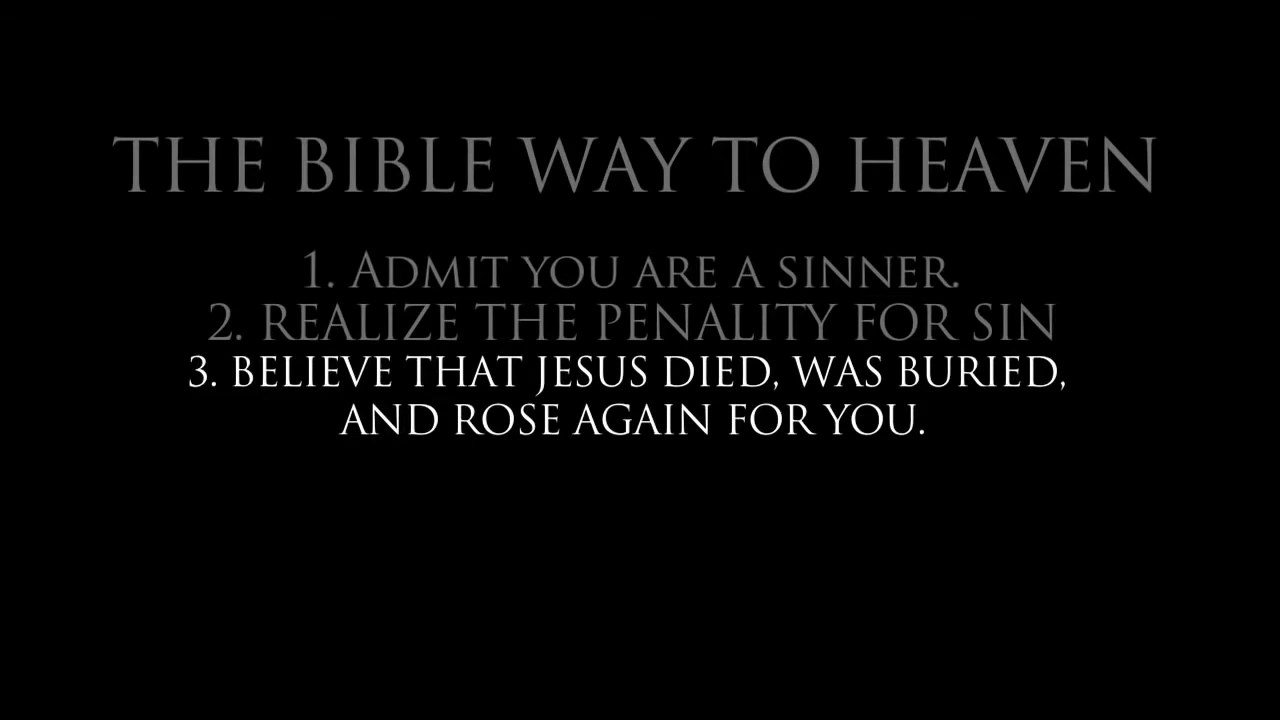 THE BIBLE WAY TO HEAVEN
1. ADMIT YOU ARE A SINNER.
2. REALIZE THE PENALITY FOR SIN
3. BELIEVE THAT JESUS DIED, WAS BURIED,
AND ROSE AGAIN FOR YOU.